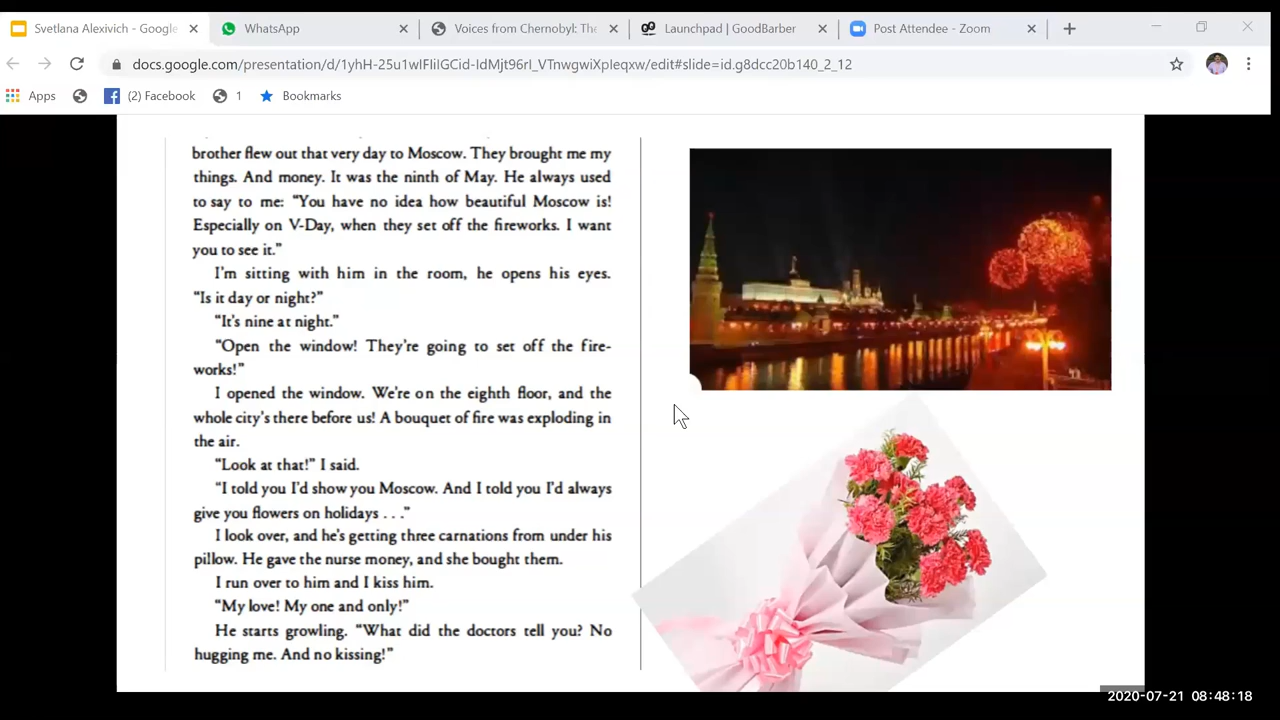 Svetlana Alexivich - Google
WhatsApp
Voices from Chernobyl: The
Launchpad | GoodBarber
Post Attendee - Zoom
docs.google.com/presentation/d/1yhH-25u1wIFIiIGCid-IdMjt96rI_VTnwgwiXpIeqxw/edit#slide=id.g8dcc20b140_2_12
Apps
(2) Facebook
1
Bookmarks
brother flew out that very day to Moscow. They brought me my
things. And money. It was the ninth of May. He always used
to say to me: “You have no idea how beautiful Moscow is!
Especially on V-Day, when they set off the fireworks. I want
you to see it.”
I’m sitting with him in the room, he opens his eyes.
“Is it day or night?”
“It’s nine at night.”
“Open the window! They’re going to set off the fire-
works!”
I opened the window. We’re on the eighth floor, and the
whole city’s there before us! A bouquet of fire was exploding in
the air.
“Look at that!” I said.
“I told you I’d show you Moscow. And I told you I’d always
give you flowers on holidays . . .”
I look over, and he’s getting three carnations from under his
pillow. He gave the nurse money, and she bought them.
I run over to him and I kiss him.
“My love! My one and only!”
He starts growling. “What did the doctors tell you? No
hugging me. And no kissing!”
2020-07-21 08:48:18